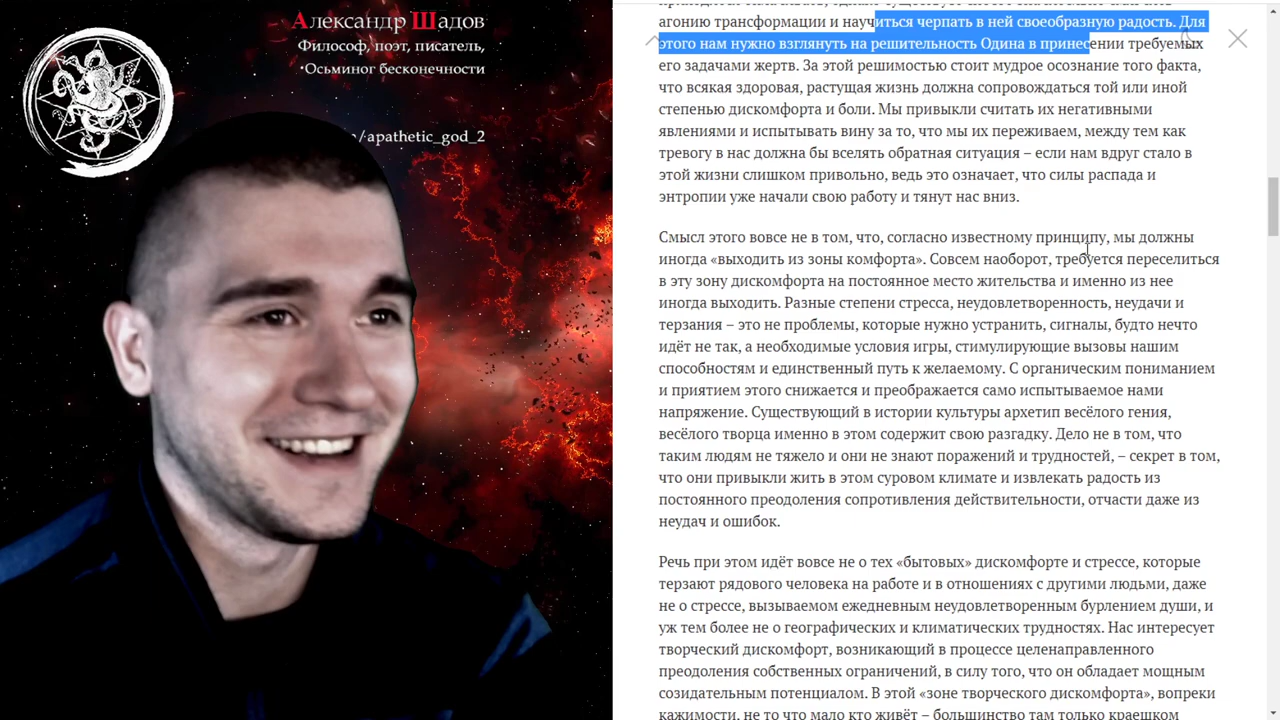 Александр Шадов
Философ, поэт, писатель,
•Осьминог бесконечности
/apathetic_god_2
агонию трансформации и научиться черпать в ней своеобразную радость. Для
этого нам нужно взглянуть на решительность Одина в принесении требуемых
его задачами жертв. За этой решимостью стоит мудрое осознание того факта,
что всякая здоровая, растущая жизнь должна сопровождаться той или иной
степенью дискомфорта и боли. Мы привыкли считать их негативными
явлениями и испытывать вину за то, что мы их переживаем, между тем как
тревогу в нас должна бы вселять обратная ситуация – если нам вдруг стало в
этой жизни слишком привольно, ведь это означает, что силы распада и
энтропии уже начали свою работу и тянут нас вниз.
Смысл этого вовсе не в том, что, согласно известному принципу, мы должны
иногда «выходить из зоны комфорта». Совсем наоборот, требуется переселиться
в эту зону дискомфорта на постоянное место жительства и именно из нее
иногда выходить. Разные степени стресса, неудовлетворенность, неудачи и
терзания – это не проблемы, которые нужно устранить, сигналы, будто нечто
идёт не так, а необходимые условия игры, стимулирующие вызовы нашим
способностям и единственный путь к желаемому. С органическим пониманием
и приятием этого снижается и преображается само испытываемое нами
напряжение. Существующий в истории культуры архетип весёлого гения,
весёлого творца именно в этом содержит свою разгадку. Дело не в том, что
таким людям не тяжело и они не знают поражений и трудностей, – секрет в том,
что они привыкли жить в этом суровом климате и извлекать радость из
постоянного преодоления сопротивления действительности, отчасти даже из
неудач и ошибок.
Речь при этом идёт вовсе не о тех «бытовых» дискомфорте и стрессе, которые
терзают рядового человека на работе и в отношениях с другими людьми, даже
не о стрессе, вызываемом ежедневным неудовлетворенным бурлением души, и
уж тем более не о географических и климатических трудностях. Нас интересует
творческий дискомфорт, возникающий в процессе целенаправленного
преодоления собственных ограничений, в силу того, что он обладает мощным
созидательным потенциалом. В этой «зоне творческого дискомфорта», вопреки
кажимости, не то что мало кто живёт – большинство там только краешком